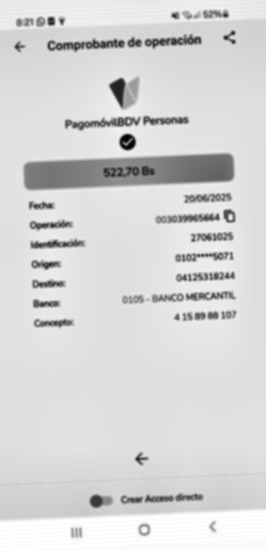 8:21 52%
Comprobante de operación
PagomóvilBDV Personas
522,70 Bs
Fecha: 20/06/2025
Operación: 003039965664
Identificación: 27061025
Origen: 0102****5071
Destino: 04125318244
Banco: 0105 - BANCO MERCANTIL
Concepto: 4 15 89 88 107
Crear Acceso directo